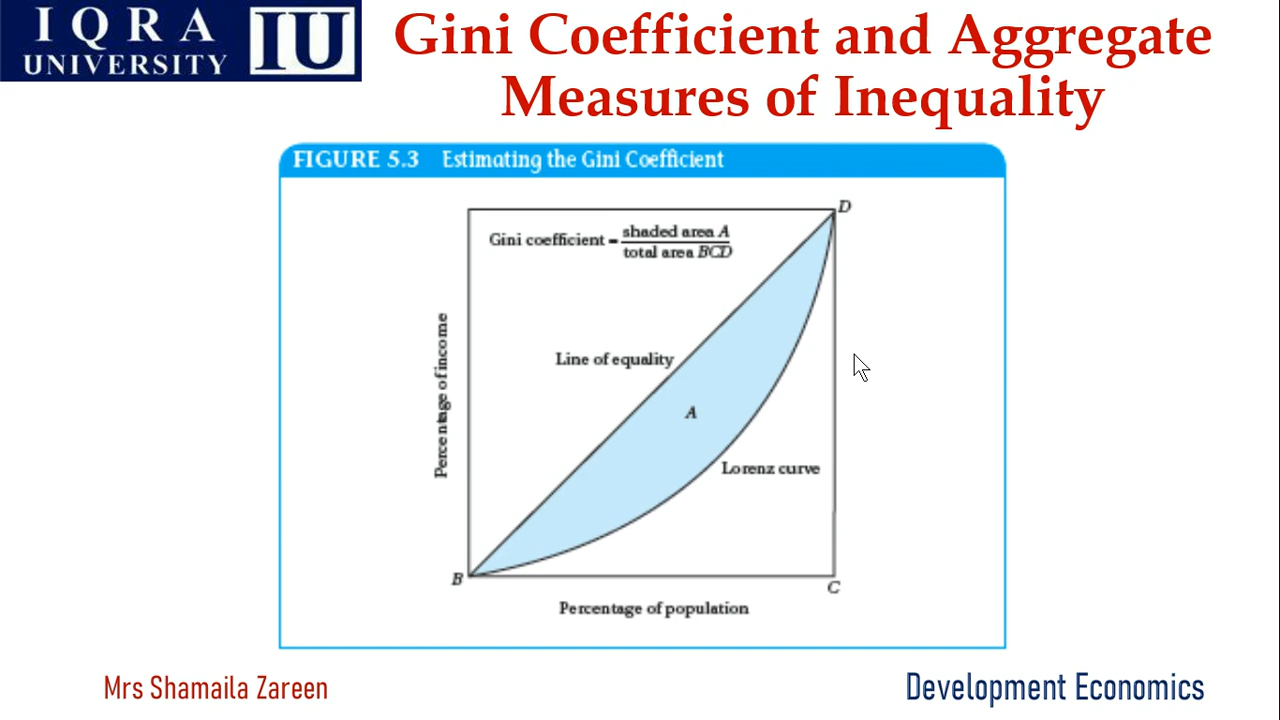 IQRA
UNIVERSITY
IU
Gini Coefficient and Aggregate
Measures of Inequality
FIGURE 5.3 Estimating the Gini Coefficient
D
Gini coefficient = shaded area A
total area BCD
Percentage of income
Line of equality
A
Lorenz curve
B
C
Percentage of population
Mrs Shamaila Zareen
Development Economics